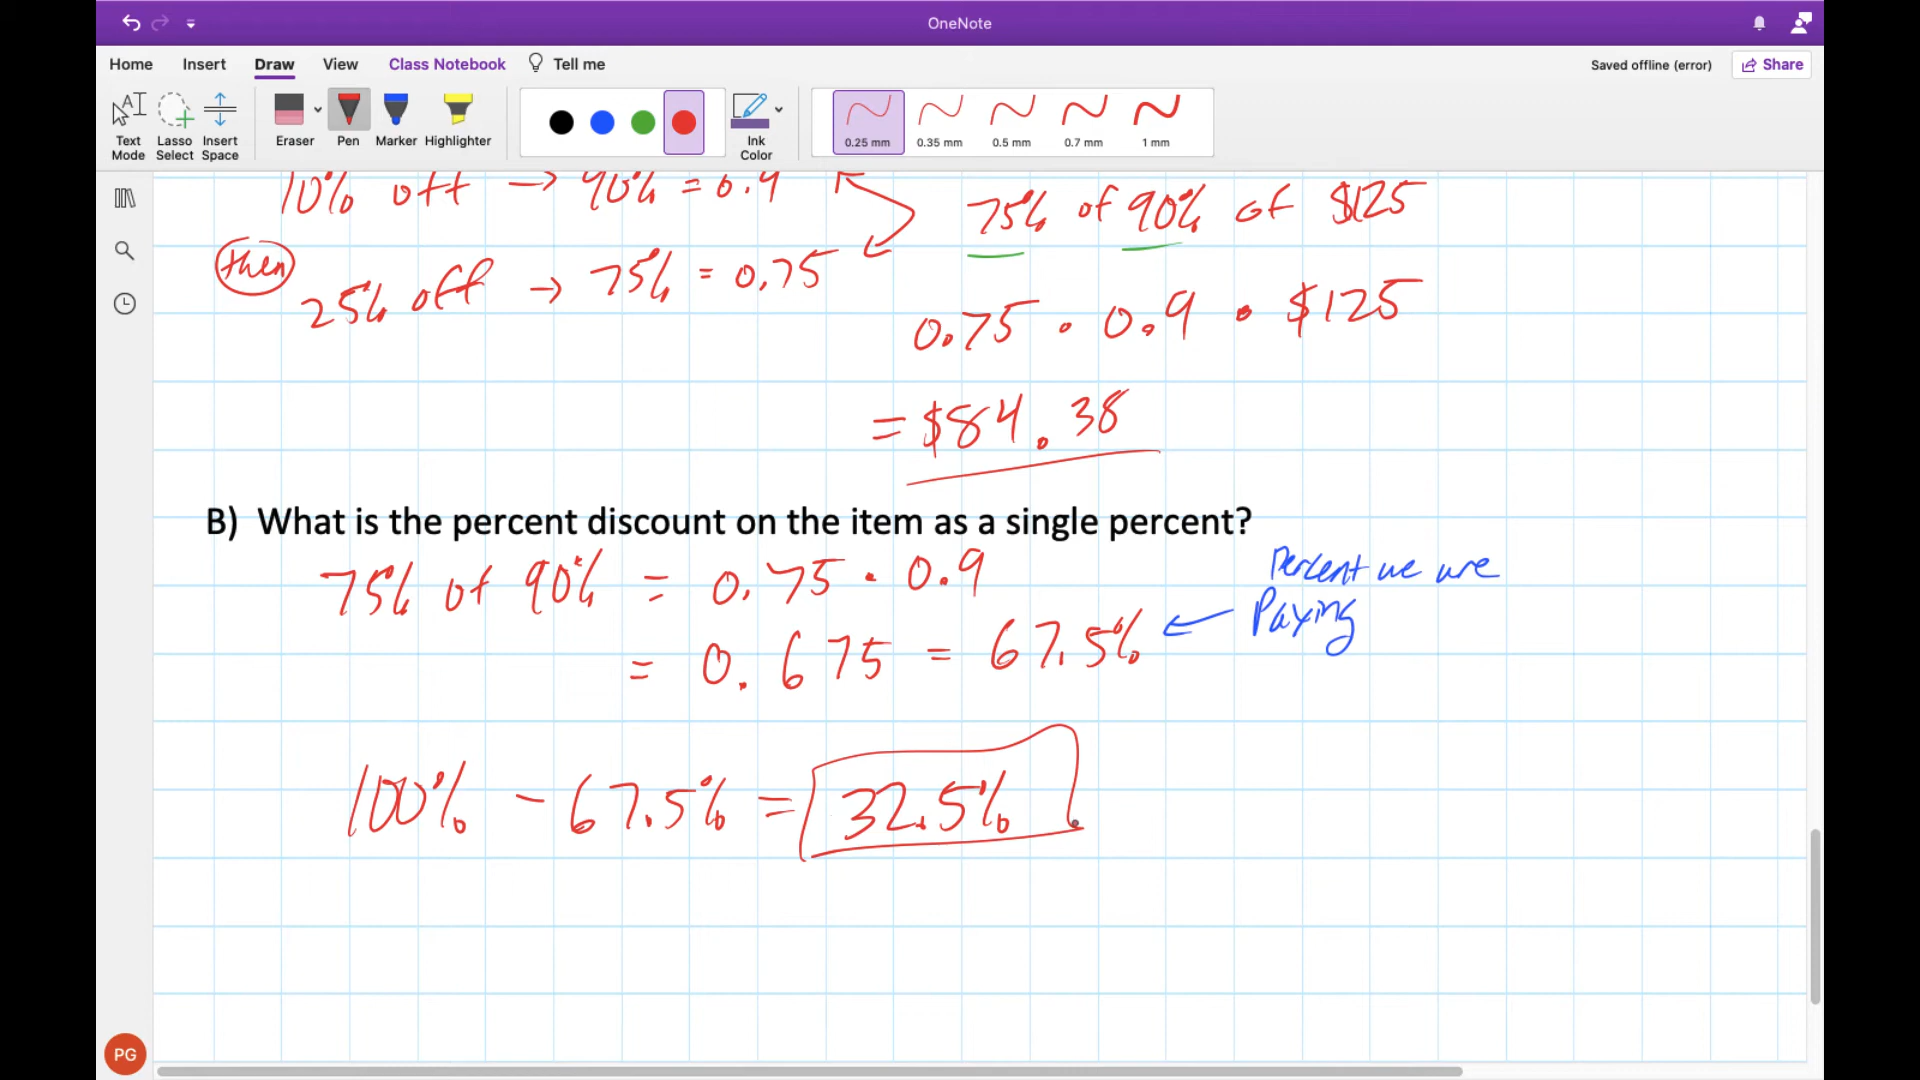 OneNote
Home Insert Draw View Class Notebook Tell me
Saved offline (error) Share
Text Mode
Lasso Select
Insert Space
Eraser
Pen
Marker
Highlighter
Ink Color
0.25 mm
0.35 mm
0.5 mm
0.7 mm
1 mm
10% off → 90% = 0.9
75% of 90% of $125
then
25% off → 75% = 0.75
0.75 • 0.9 • $125
= $84.38
B) What is the percent discount on the item as a single percent?
75% of 90% = 0.75 • 0.9
Percent we are
Paying
= 0.675 = 67.5% ←
100% - 67.5% = 32.5%
PG